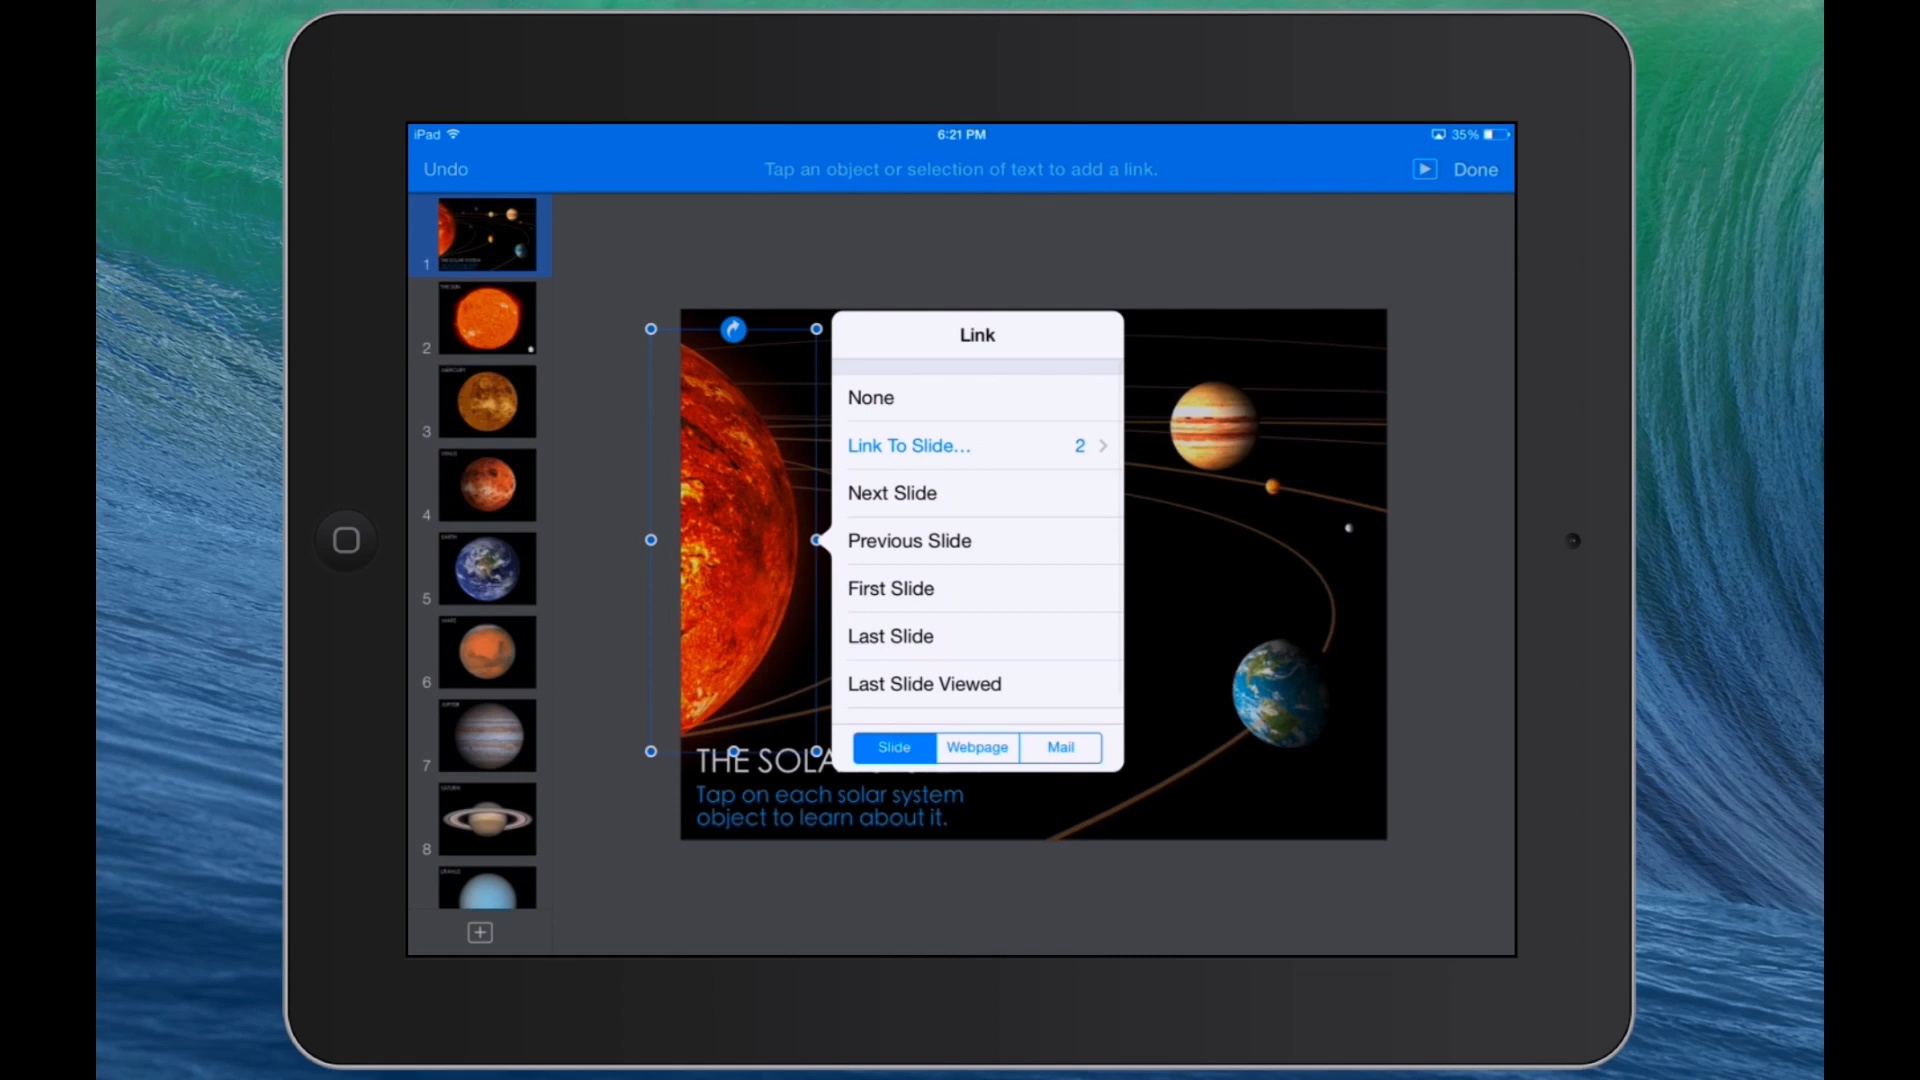 iPad
6:21 PM
35%
Undo
Tap an object or selection of text to add a link.
Done
1
2
3
4
5
6
7
8
Link
None
Link To Slide...
2
Next Slide
Previous Slide
First Slide
Last Slide
Last Slide Viewed
Slide
Webpage
Mail
THE SOLA
Tap on each solar system
object to learn about it.